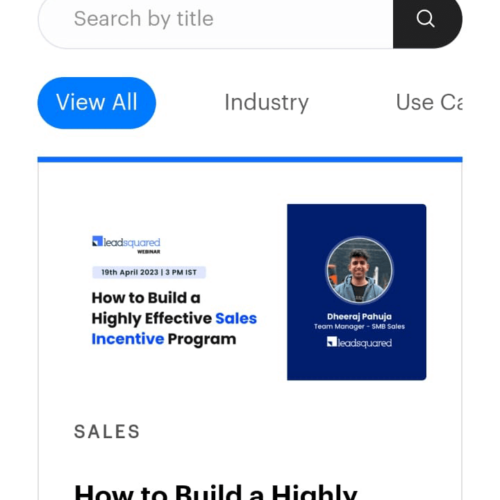 Search by title
View All
Industry
Use Ca
leadsquared
WEBINAR
19th April 2023 | 3 PM IST
How to Build a
Highly Effective Sales
Incentive Program
Dheeraj Pahuja
Team Manager - SMB Sales
leadsquared
SALES
How to Build a Highly